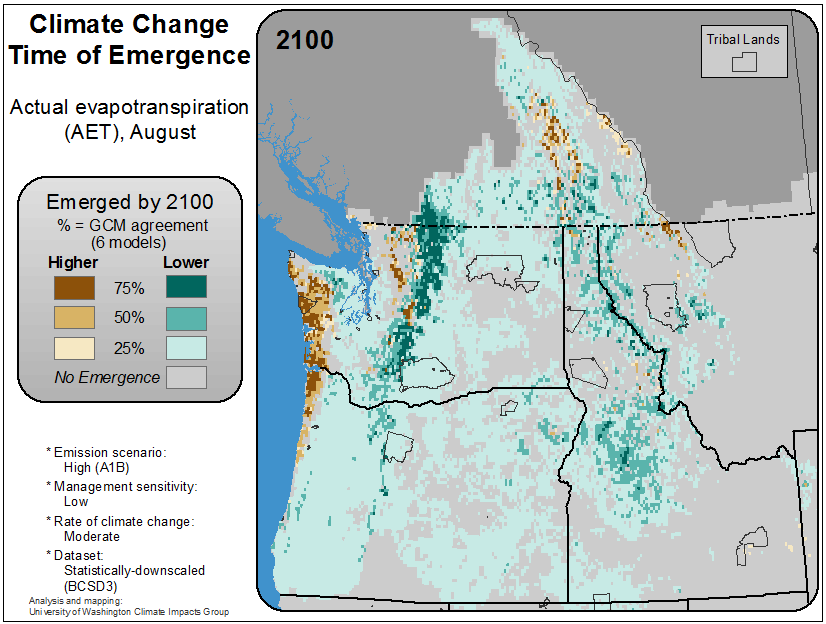 Climate Change
Time of Emergence
Actual evapotranspiration
(AET), August
Emerged by 2100
% = GCM agreement
(6 models)
Higher Lower
75%
50%
25%
No Emergence
* Emission scenario:
High (A1B)
* Management sensitivity:
Low
* Rate of climate change:
Moderate
* Dataset:
Statistically-downscaled
(BCSD3)
Analysis and mapping:
University of Washington Climate Impacts Group
2100
Tribal Lands